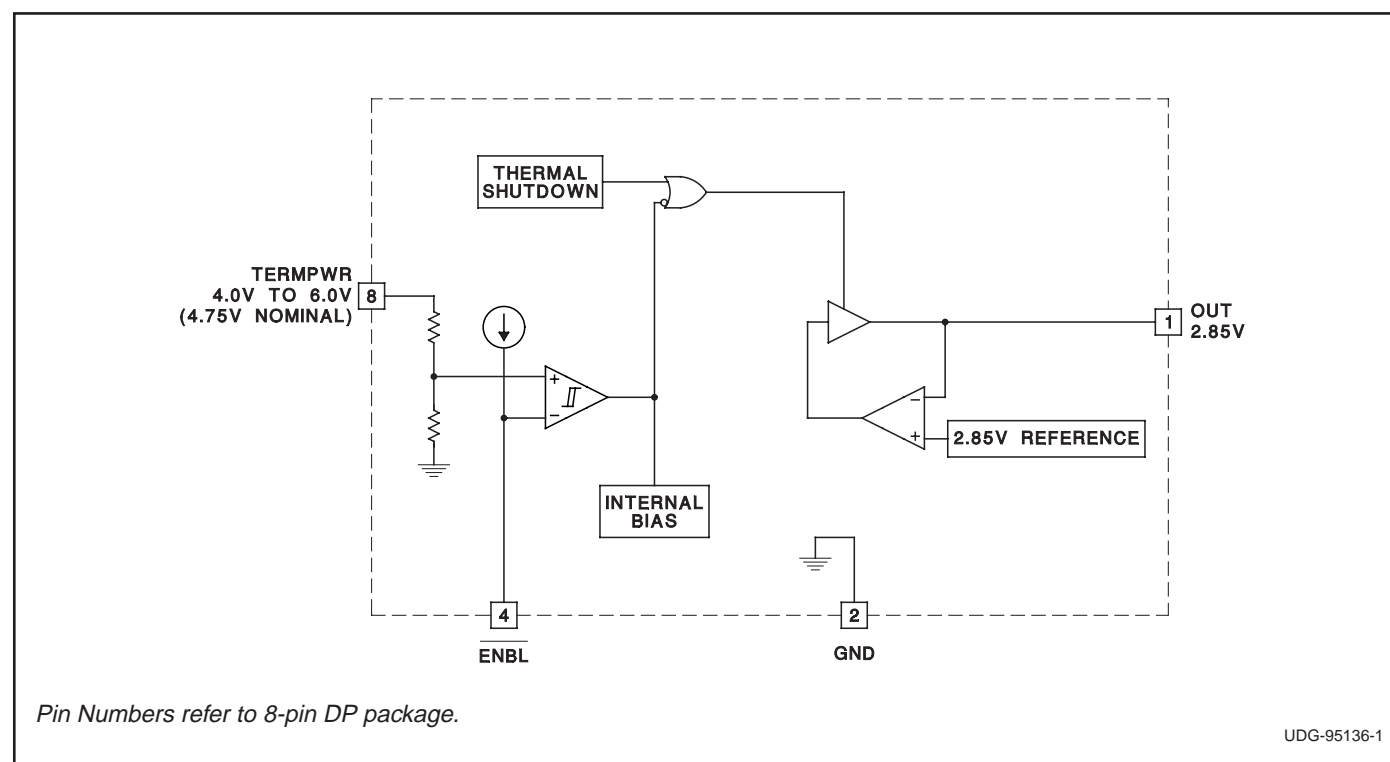 THERMAL
SHUTDOWN
TERMPWR
4.0V TO 6.0V
(4.75V NOMINAL)
8
+
−
1
OUT
2.85V
−
+
2.85V REFERENCE
INTERNAL
BIAS
4
ENBL
2
GND
Pin Numbers refer to 8-pin DP package.
UDG-95136-1